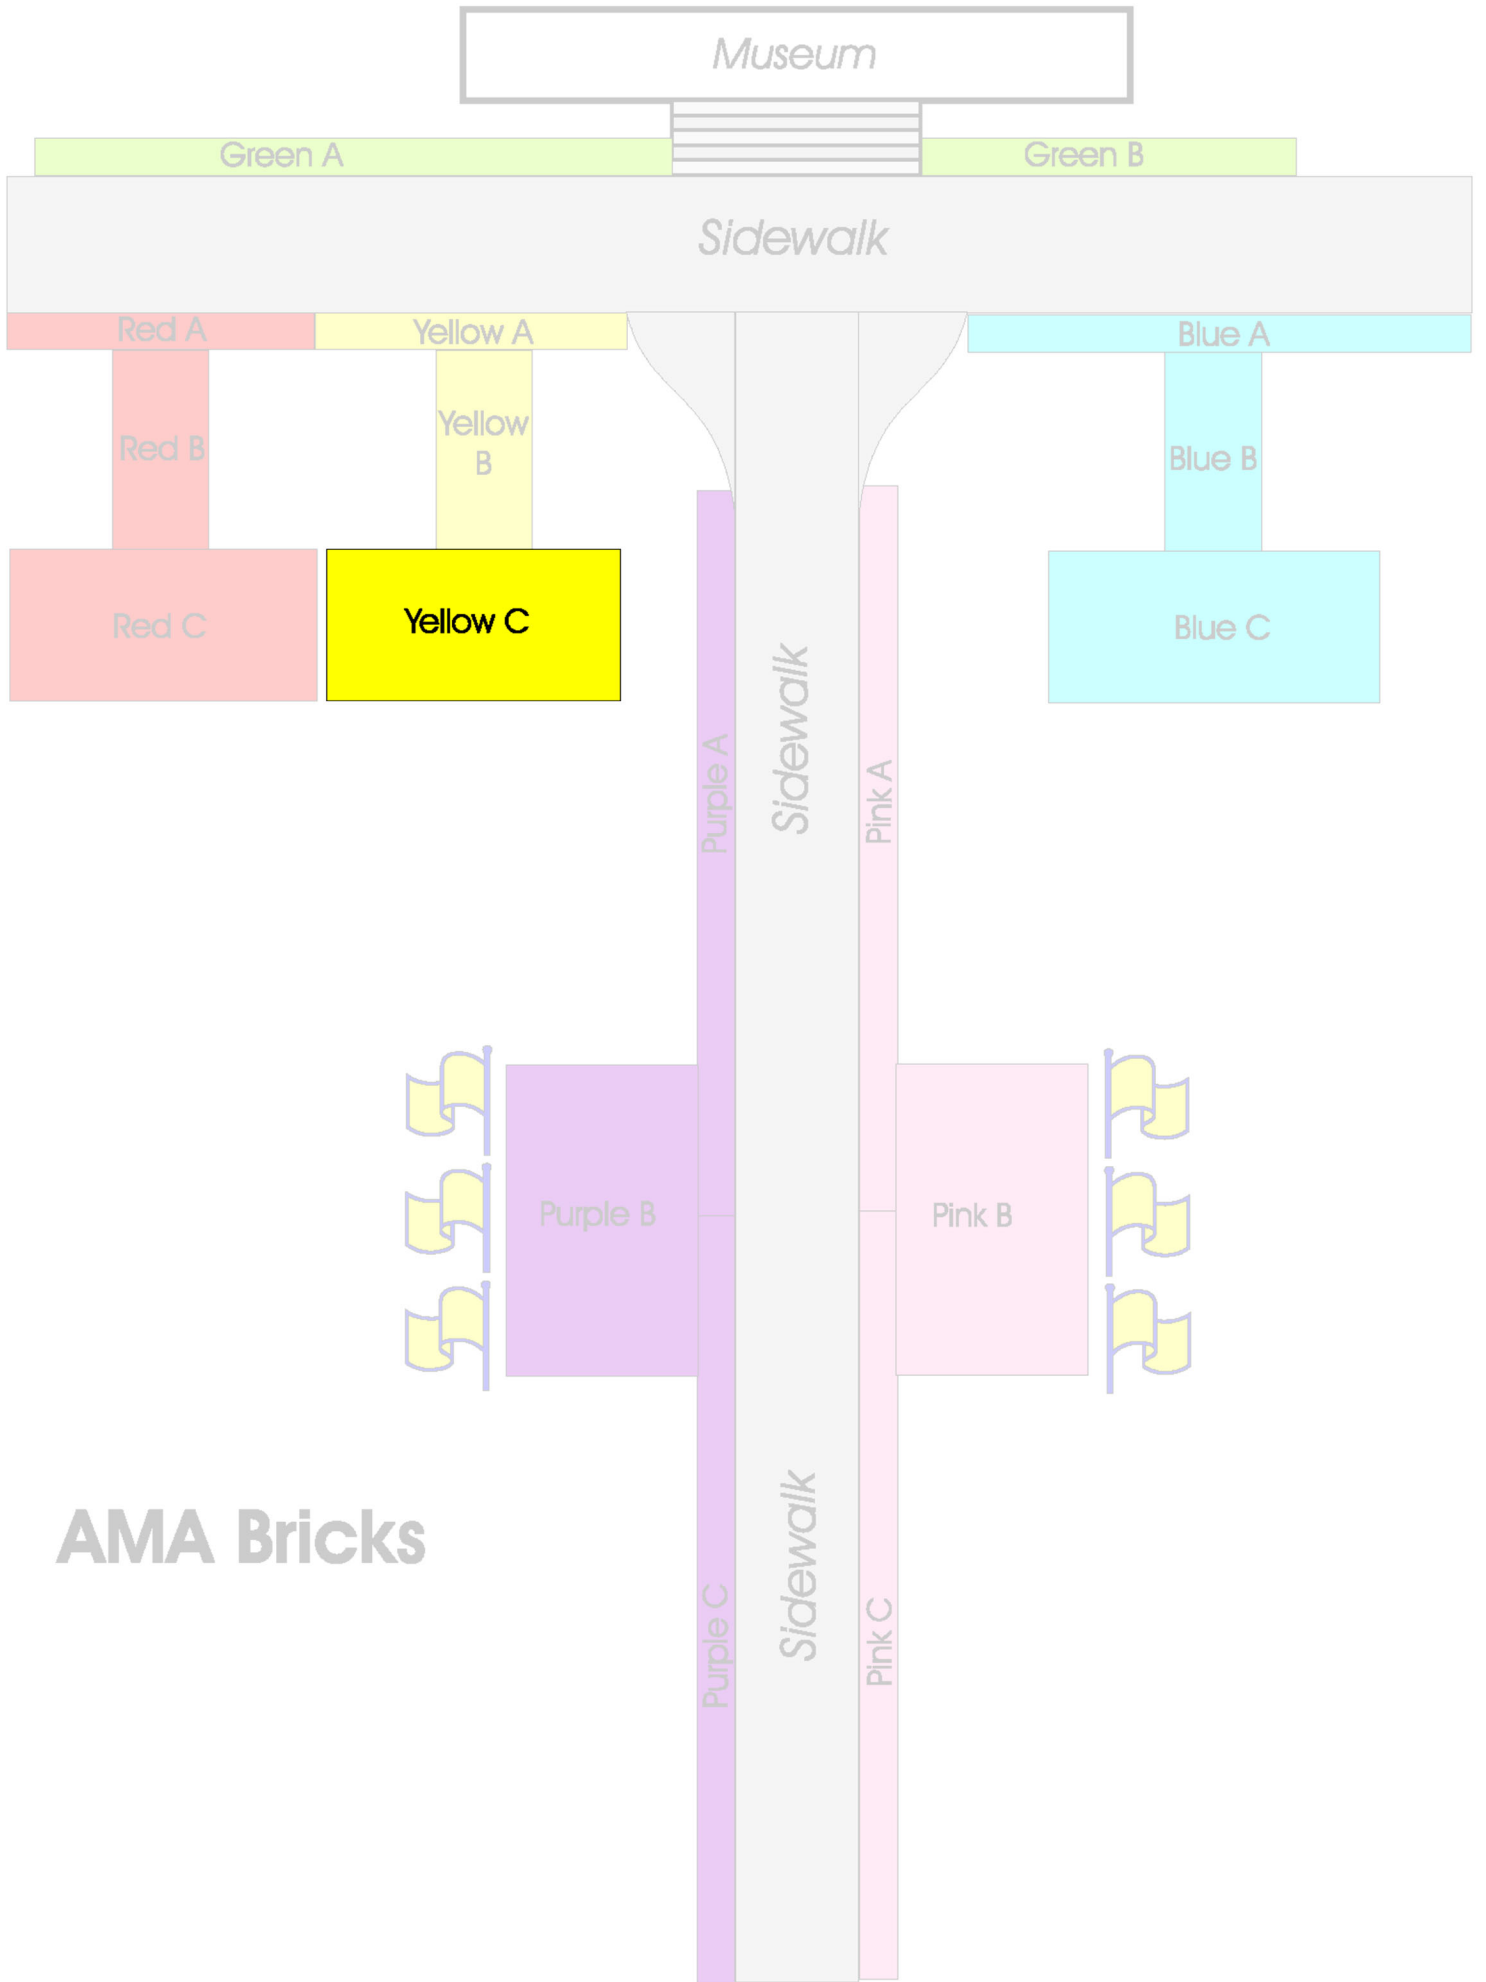 Museum
Green A
Green B
Sidewalk
Red A
Yellow A
Blue A
Red B
Yellow
B
Blue B
Red C
Yellow C
Blue C
Sidewalk
Purple A
Pink A
Purple B
Pink B
AMA Bricks
Sidewalk
Purple C
Pink C